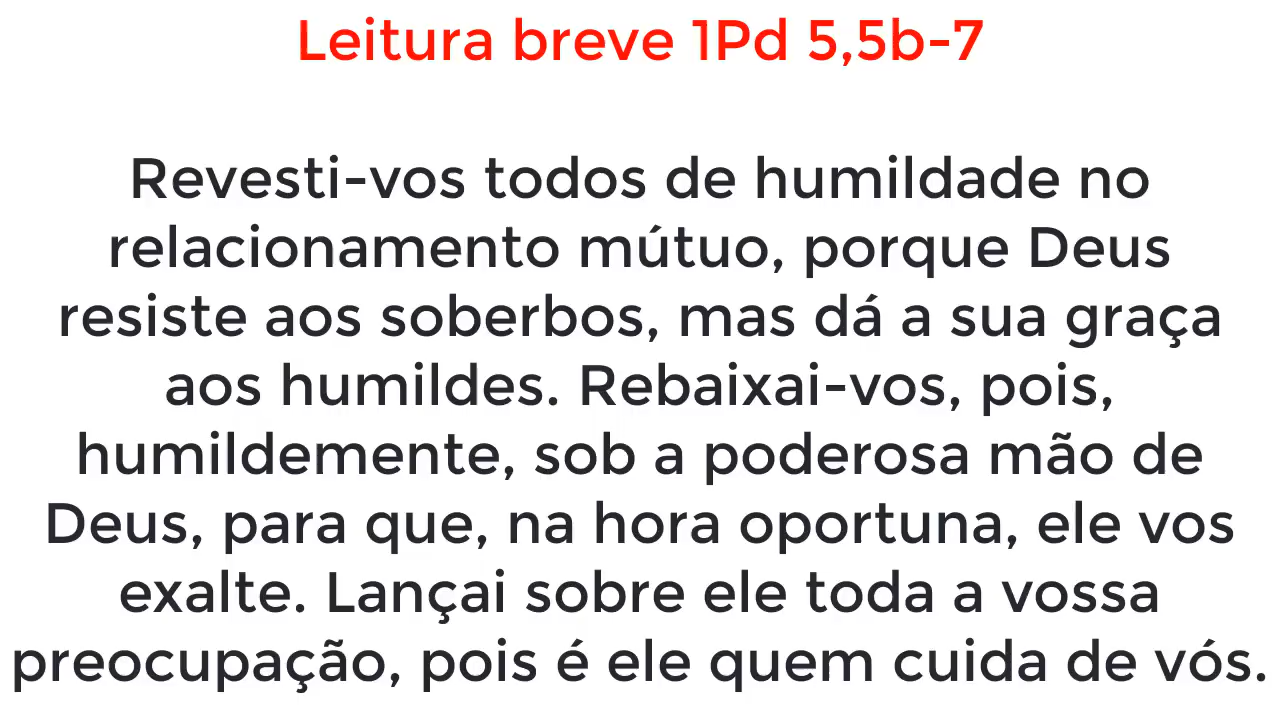 Leitura breve 1Pd 5,5b-7
Revesti-vos todos de humildade no
relacionamento mútuo, porque Deus
resiste aos soberbos, mas dá a sua graça
aos humildes. Rebaixai-vos, pois,
humildemente, sob a poderosa mão de
Deus, para que, na hora oportuna, ele vos
exalte. Lançai sobre ele toda a vossa
preocupação, pois é ele quem cuida de vós.